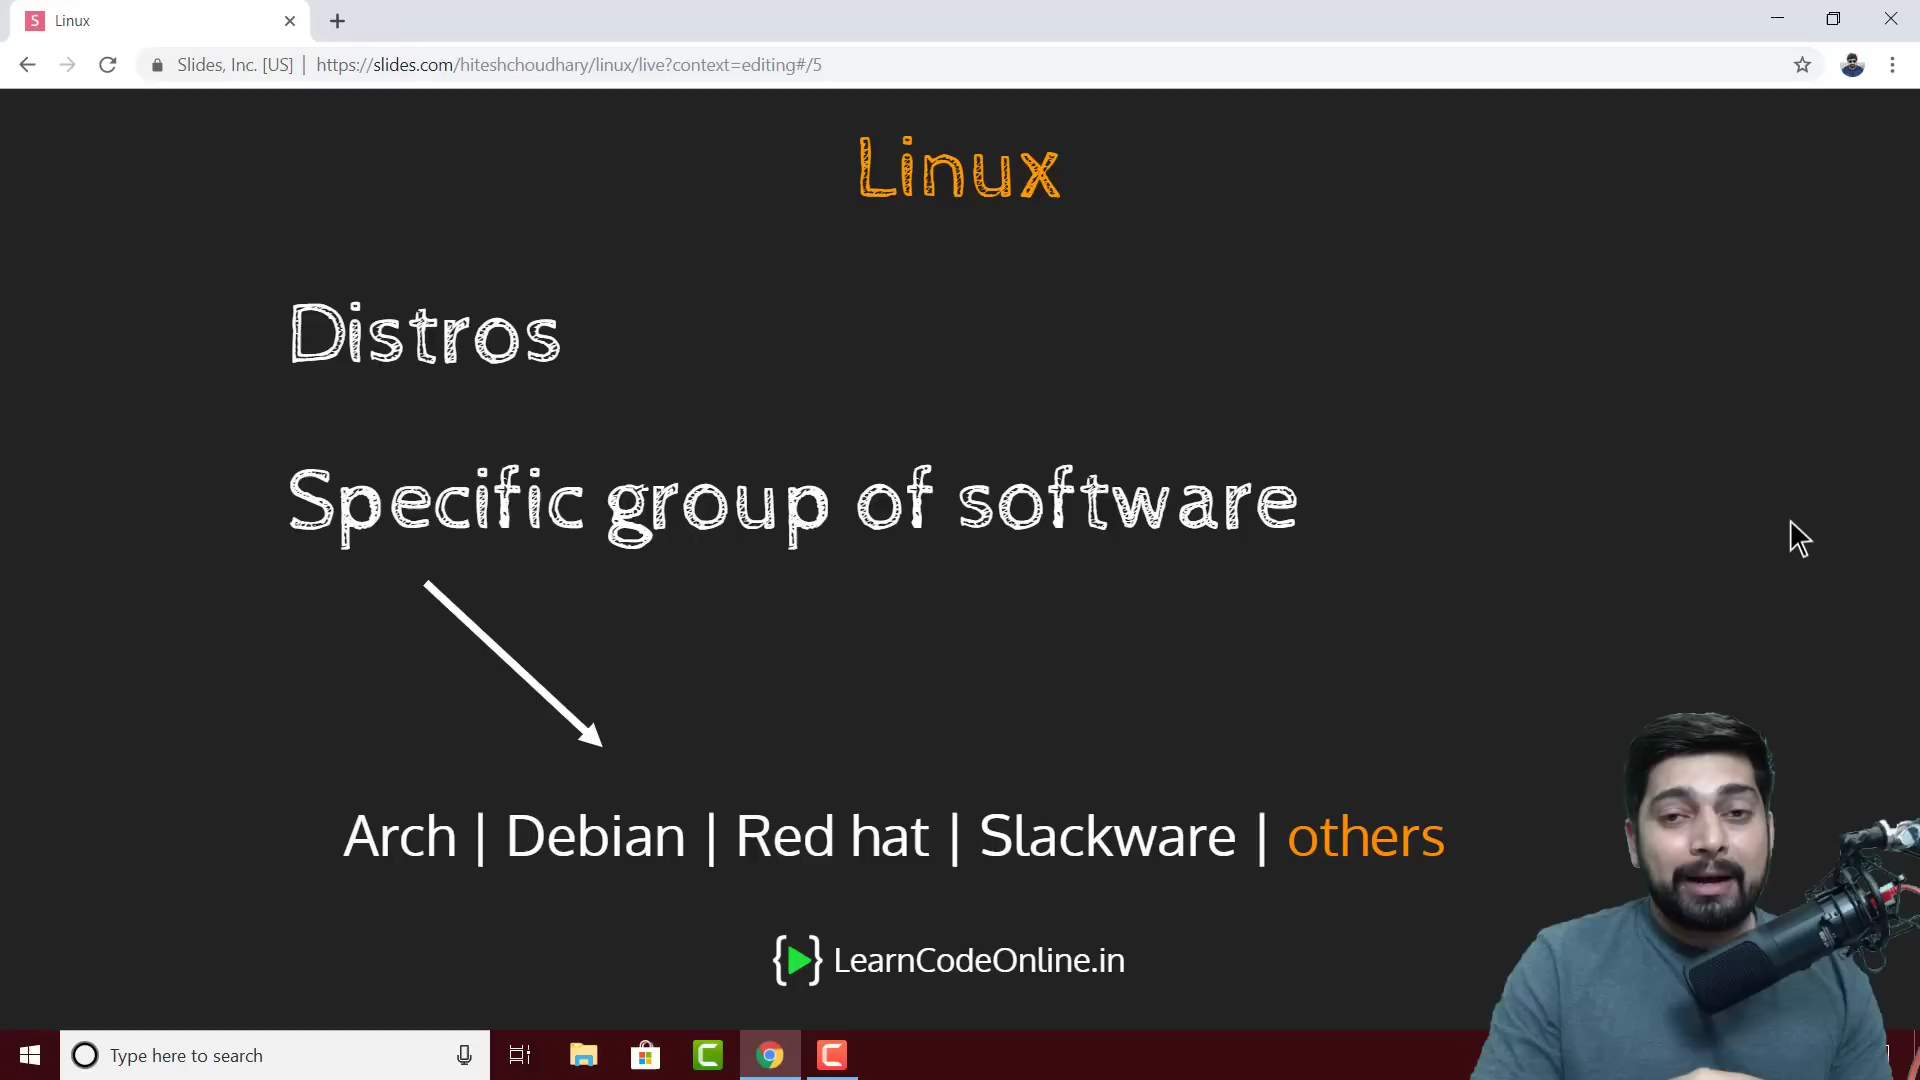 S Linux
Slides, Inc. [US] | https://slides.com/hiteshchoudhary/linux/live?context=editing#/5
Linux
Distros
Specific group of software
Arch | Debian | Red hat | Slackware | others
{▶} LearnCodeOnline.in
Type here to search